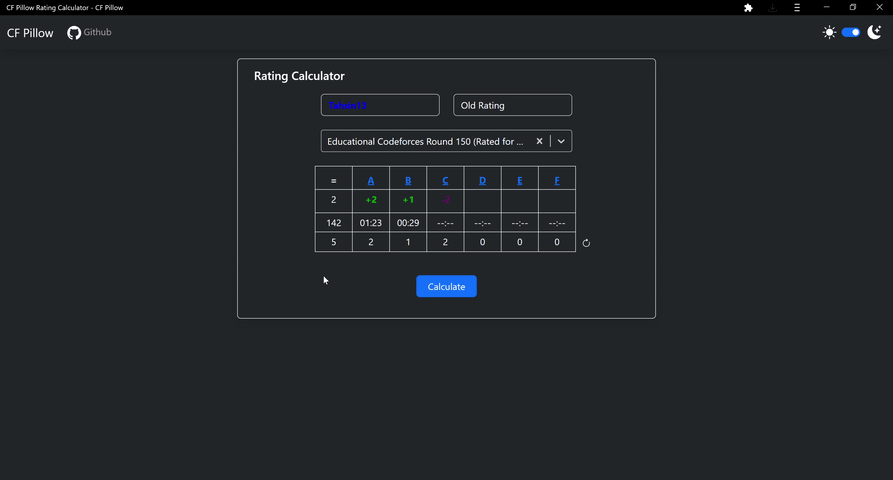 CF Pillow Rating Calculator - CF Pillow
CF Pillow Github
Rating Calculator
Old Rating
Educational Codeforces Round 150 (Rated for ...
= A B C D E F
2 +2 +1 -2
142 01:23 00:29 --:-- --:-- --:-- --:--
5 2 1 2 0 0 0
Calculate